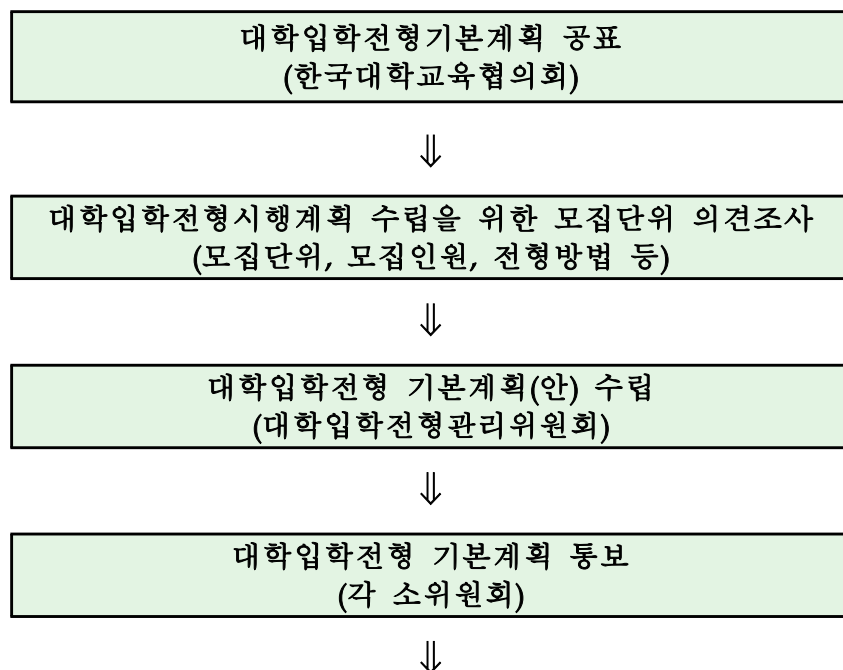 대학입학전형기본계획 공표
(한국대학교육협의회)
⇓
대학입학전형시행계획 수립을 위한 모집단위 의견조사
(모집단위, 모집인원, 전형방법 등)
⇓
대학입학전형 기본계획(안) 수립
(대학입학전형관리위원회)
⇓
대학입학전형 기본계획 통보
(각 소위원회)
⇓